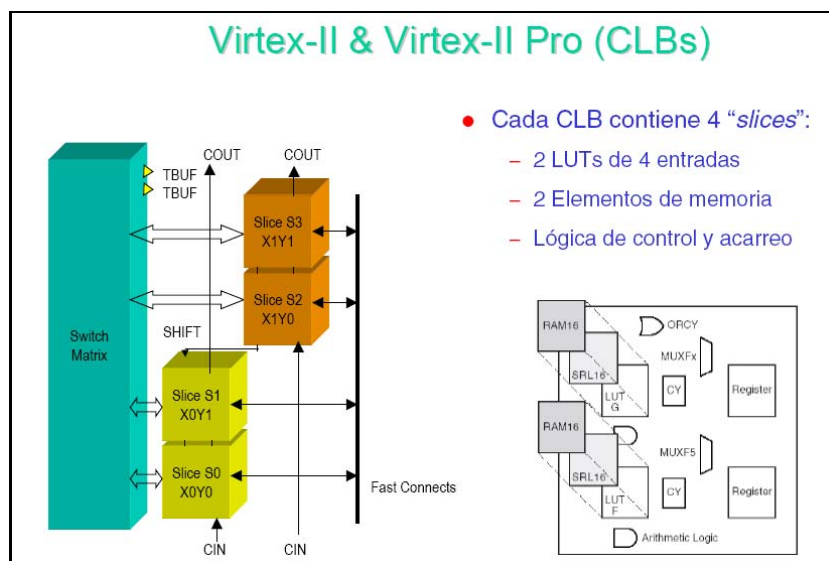 Virtex-II & Virtex-II Pro (CLBs)
● Cada CLB contiene 4 “slices”:
– 2 LUTs de 4 entradas
– 2 Elementos de memoria
– Lógica de control y acarreo
COUT
COUT
TBUF
TBUF
Slice S3
X1Y1
Slice S2
X1Y0
SHIFT
Switch
Matrix
Slice S1
X0Y1
Slice S0
X0Y0
Fast Connects
CIN
CIN
ORCY
RAM16
MUXFx
SRL16
CY
Register
LUT
G
RAM16
MUXF5
SRL16
CY
Register
LUT
F
Arithmetic Logic